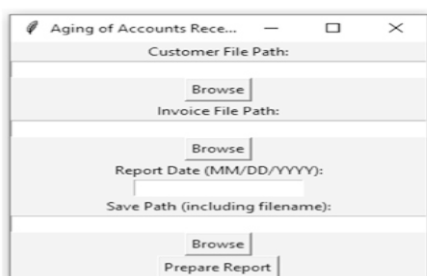 Aging of Accounts Rece...
Customer File Path:
Browse
Invoice File Path:
Browse
Report Date (MM/DD/YYYY):
Save Path (including filename):
Browse
Prepare Report